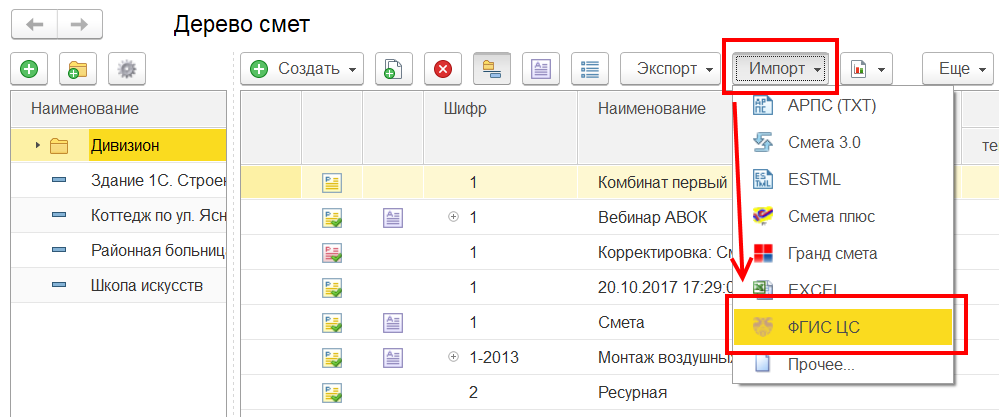 Дерево смет
Создать
Экспорт
Импорт
Еще
Наименование
Шифр
Наименование
те
Дивизион
Здание 1С. Строен
Коттедж по ул. Ясн
Районная больниц
Школа искусств
1 Комбинат первый
1 Вебинар АВОК
1 Корректировка: См
1 20.10.2017 17:29:0
1 Смета
1-2013 Монтаж воздушны
2 Ресурная
АРПС (TXT)
Смета 3.0
ESTML
Смета плюс
Гранд смета
EXCEL
ФГИС ЦС
Прочее...